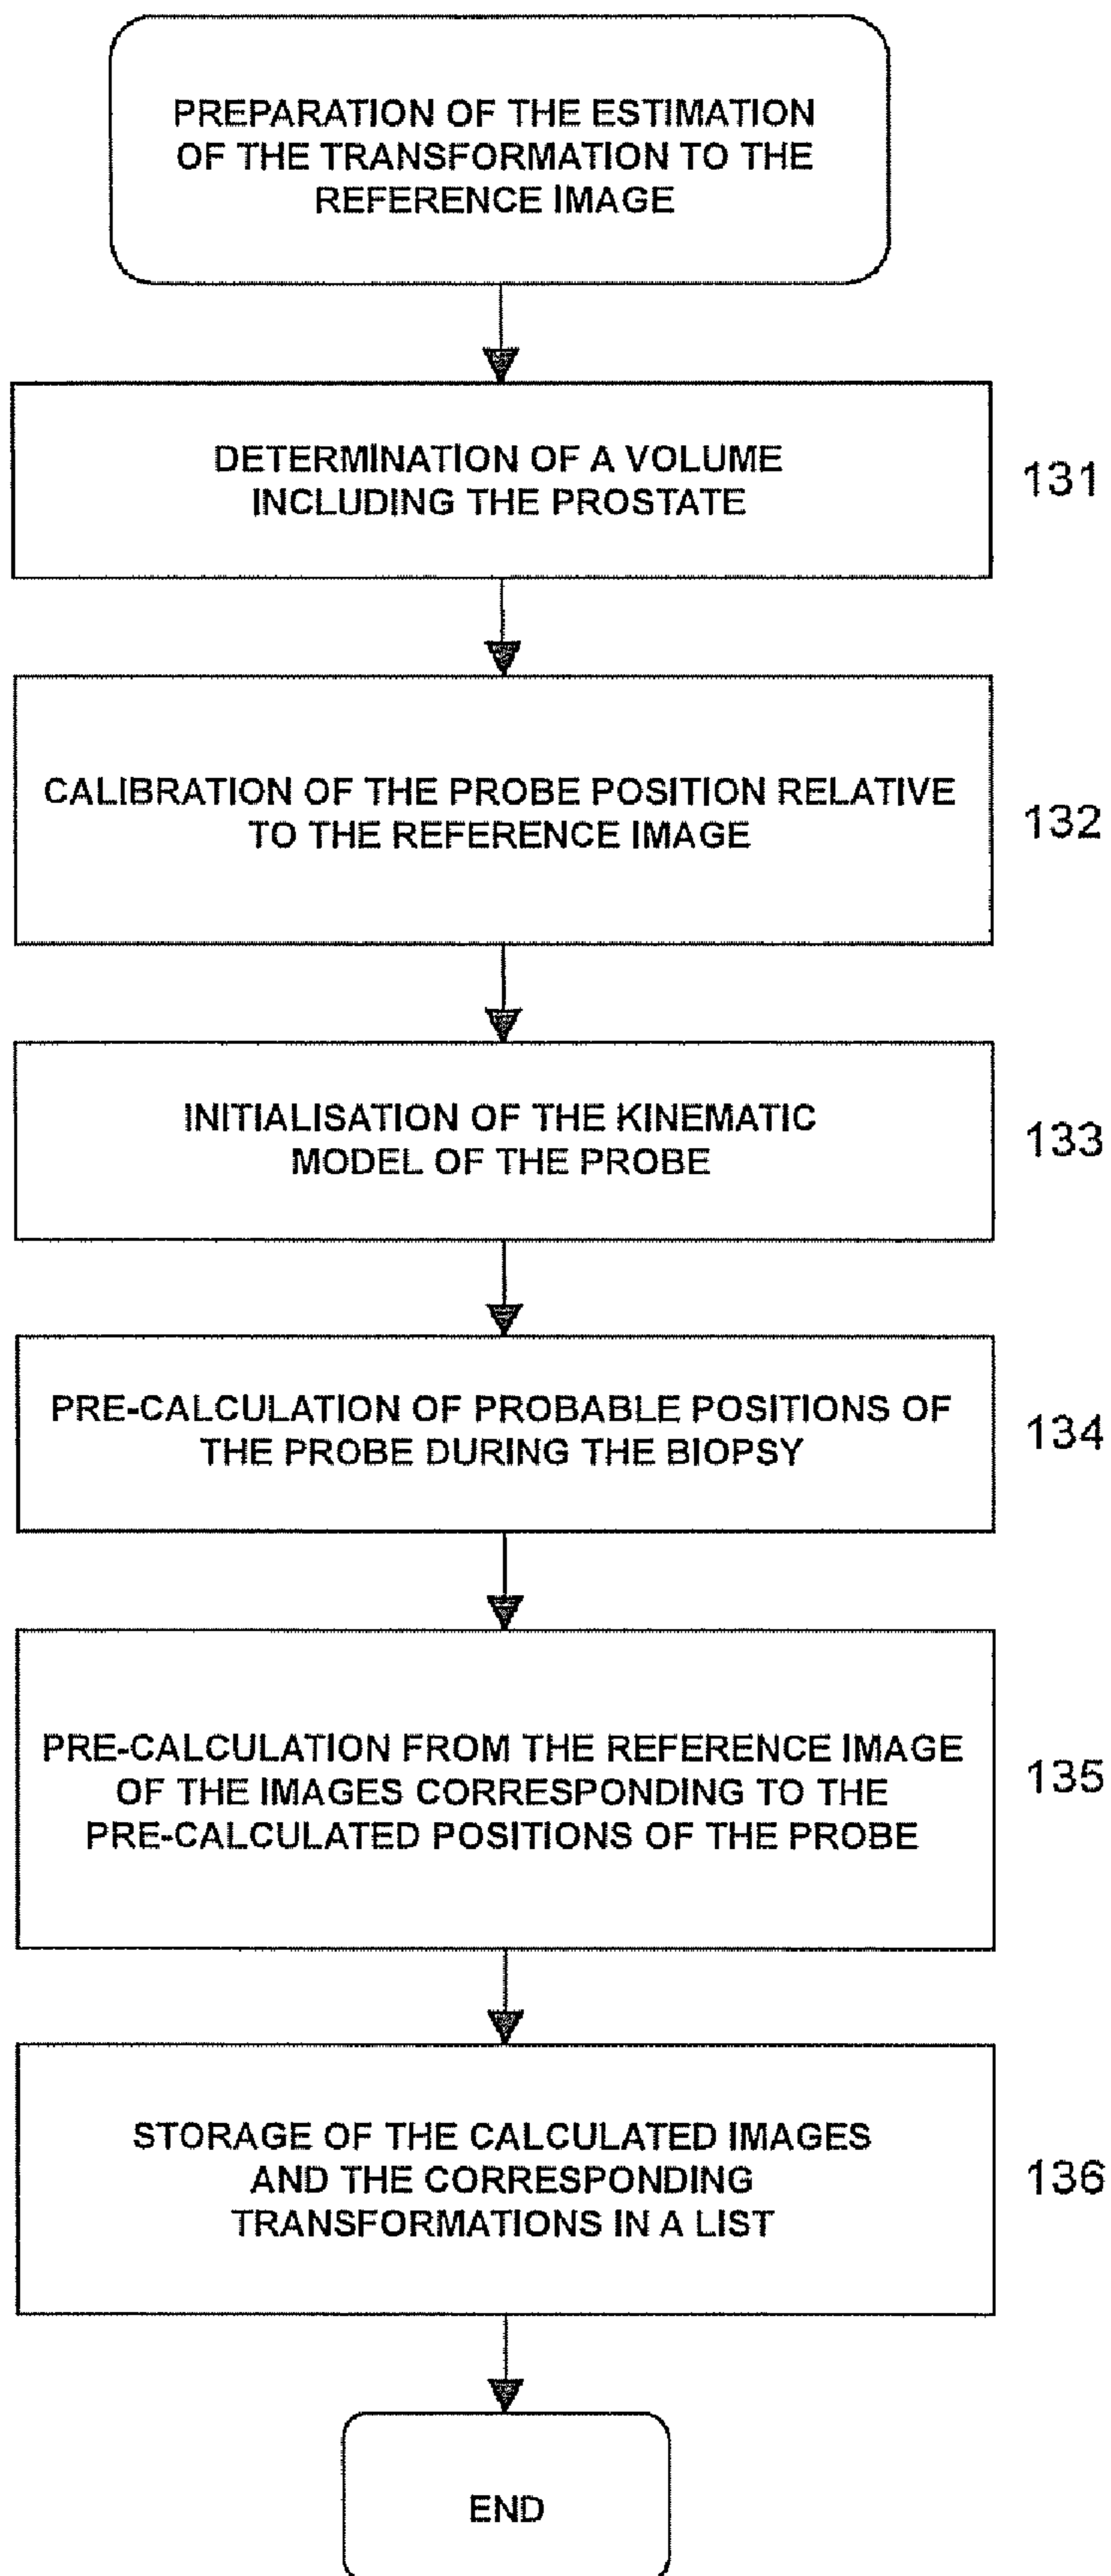 PREPARATION OF THE ESTIMATION
OF THE TRANSFORMATION TO THE
REFERENCE IMAGE
DETERMINATION OF A VOLUME
INCLUDING THE PROSTATE
131
CALIBRATION OF THE PROBE POSITION RELATIVE
TO THE REFERENCE IMAGE
132
INITIALISATION OF THE KINEMATIC
MODEL OF THE PROBE
133
PRE-CALCULATION OF PROBABLE POSITIONS OF
THE PROBE DURING THE BIOPSY
134
PRE-CALCULATION FROM THE REFERENCE IMAGE
OF THE IMAGES CORRESPONDING TO THE
PRE-CALCULATED POSITIONS OF THE PROBE
135
STORAGE OF THE CALCULATED IMAGES
AND THE CORRESPONDING
TRANSFORMATIONS IN A LIST
136
END